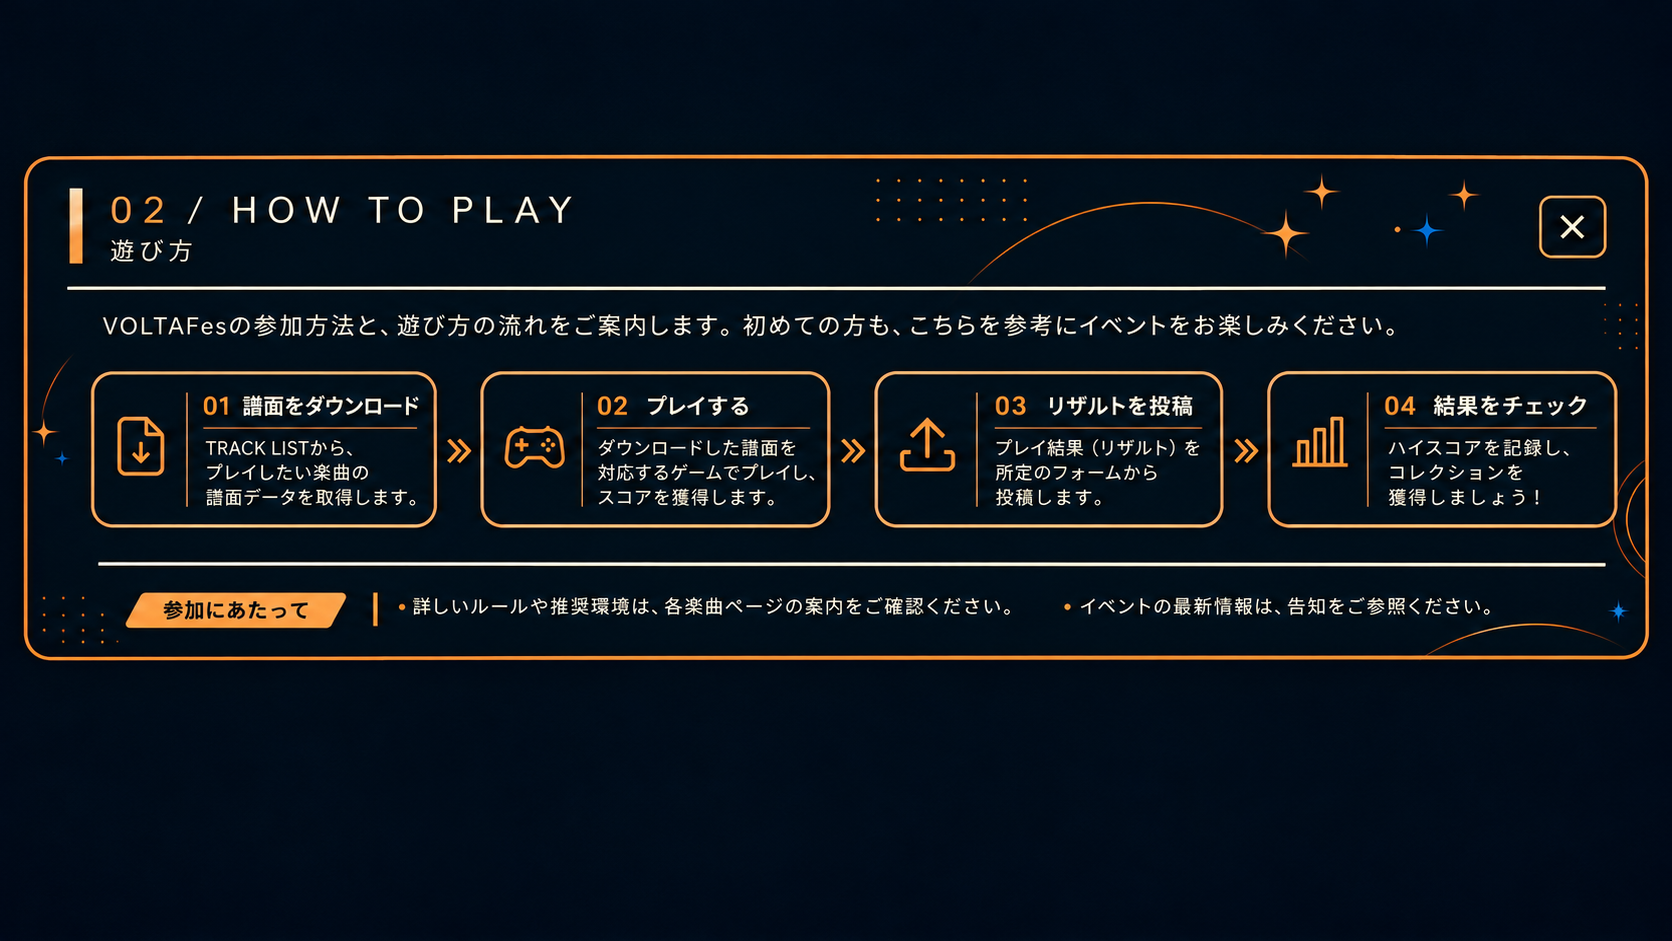 02 / HOW TO PLAY
遊び方
VOLTAFesの参加方法と、遊び方の流れをご案内します。初めての方も、こちらを参考にイベントをお楽しみください。
01 譜面をダウンロード
TRACK LISTから、
プレイしたい楽曲の
譜面データを取得します。
02 プレイする
ダウンロードした譜面を
対応するゲームでプレイし、
スコアを獲得します。
03 リザルトを投稿
プレイ結果（リザルト）を
所定のフォームから
投稿します。
04 結果をチェック
ハイスコアを記録し、
コレクションを
獲得しましょう！
参加にあたって
•詳しいルールや推奨環境は、各楽曲ページの案内をご確認ください。
•イベントの最新情報は、告知をご参照ください。